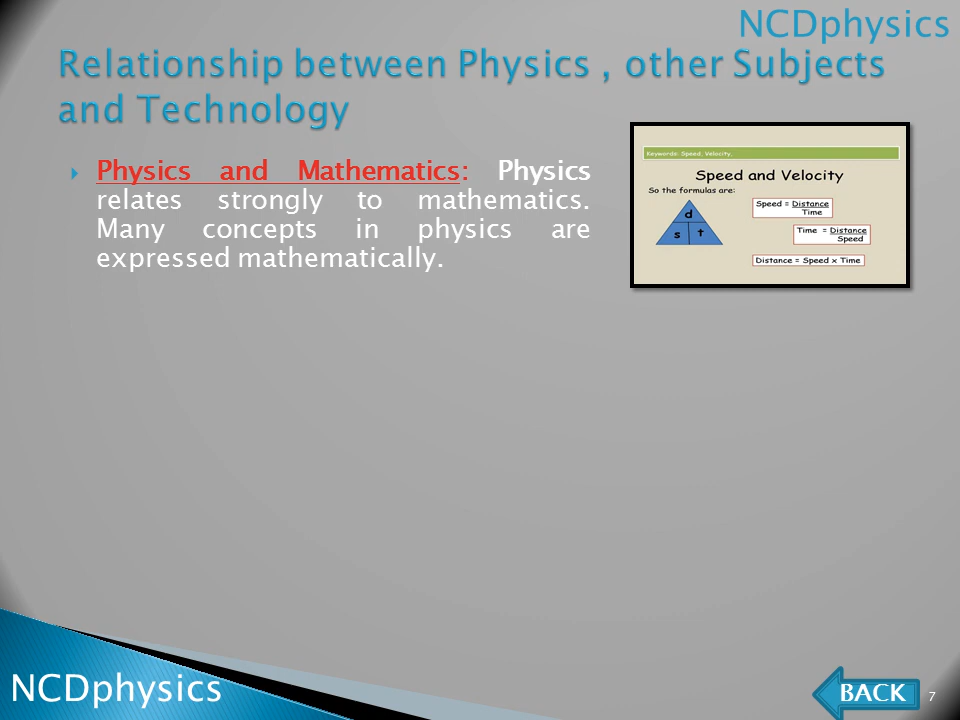 NCDphysics
Relationship between Physics , other Subjects
and Technology
Physics and Mathematics: Physics
relates strongly to mathematics.
Many concepts in physics are
expressed mathematically.
Keywords: Speed, Velocity,
Speed and Velocity
So the formulas are:
d
s t
Speed = Distance
Time
Time = Distance
Speed
Distance = Speed x Time
NCDphysics
BACK
7